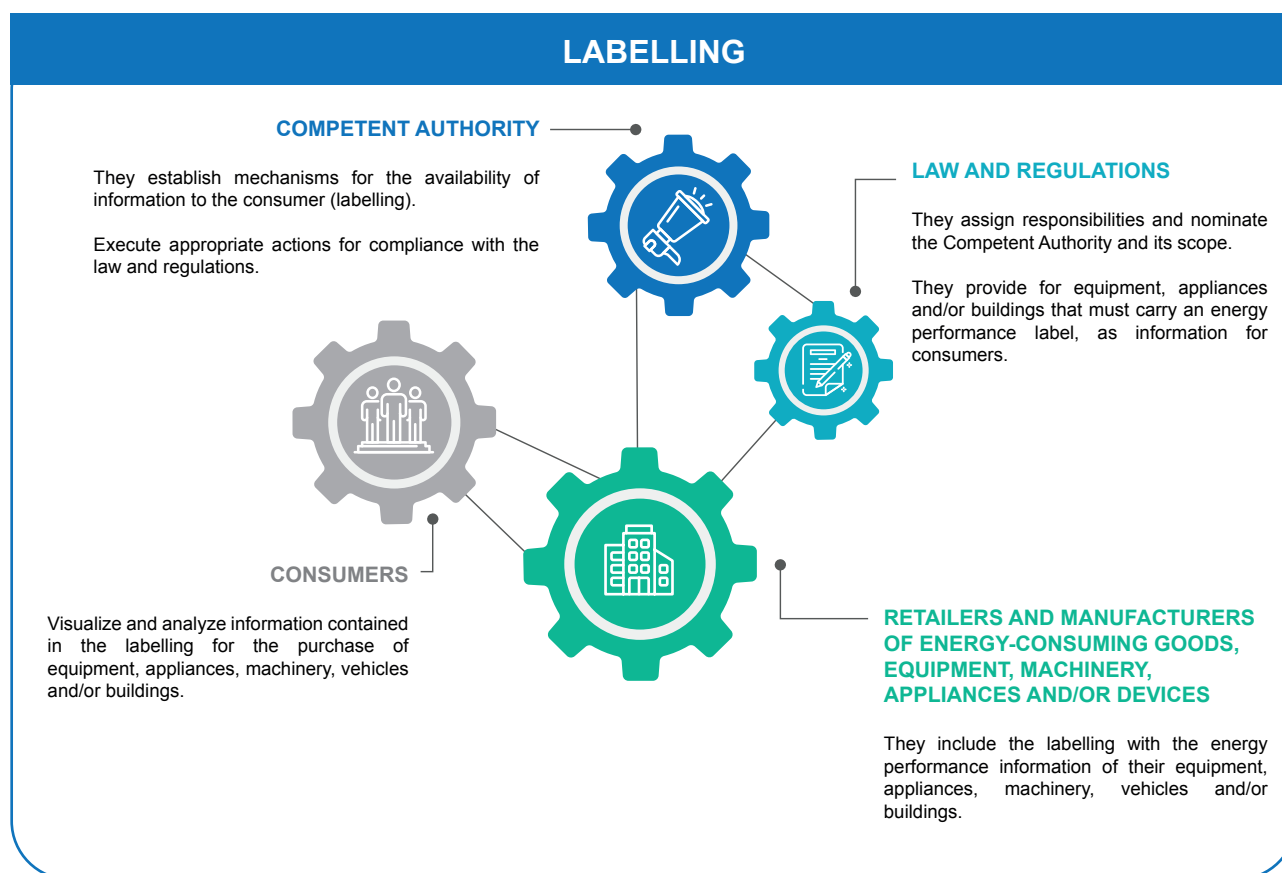 LABELLING
COMPETENT AUTHORITY
They establish mechanisms for the availability of
information to the consumer (labelling).
Execute appropriate actions for compliance with the
law and regulations.
LAW AND REGULATIONS
They assign responsibilities and nominate
the Competent Authority and its scope.
They provide for equipment, appliances
and/or buildings that must carry an energy
performance label, as information for
consumers.
CONSUMERS
Visualize and analyze information contained
in the labelling for the purchase of
equipment, appliances, machinery, vehicles
and/or buildings.
RETAILERS AND MANUFACTURERS
OF ENERGY-CONSUMING GOODS,
EQUIPMENT, MACHINERY,
APPLIANCES AND/OR DEVICES
They include the labelling with the energy
performance information of their equipment,
appliances, machinery, vehicles and/or
buildings.